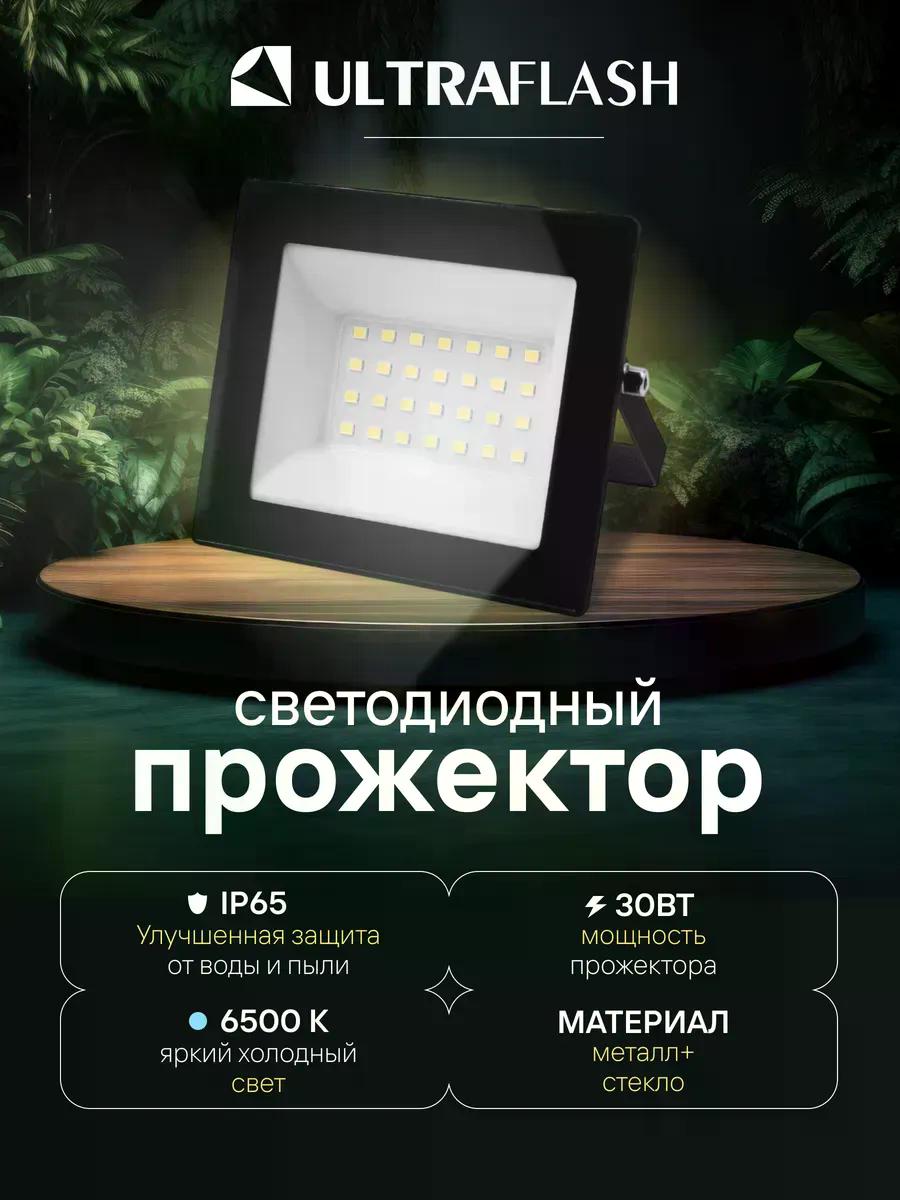 ULTRAFLASH
светодиодный
прожектор
IP65
Улучшенная защита
от воды и пыли
30ВТ
мощность
прожектора
6500 К
яркий холодный
свет
МАТЕРИАЛ
металл+
стекло